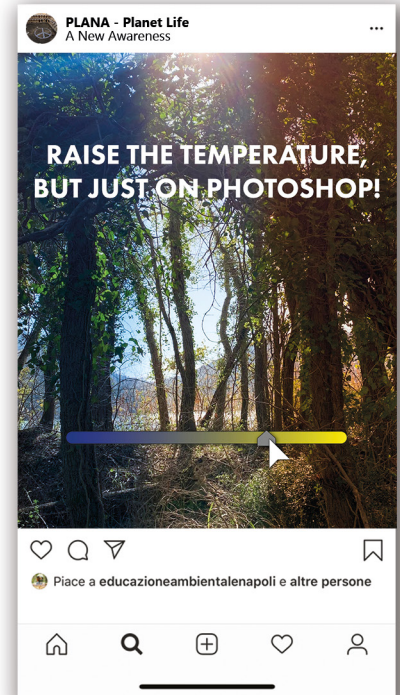 PLANA - Planet Life
A New Awareness
RAISE THE TEMPERATURE,
BUT JUST ON PHOTOSHOP!
Piace a educazioneambientalenapoli e altre persone